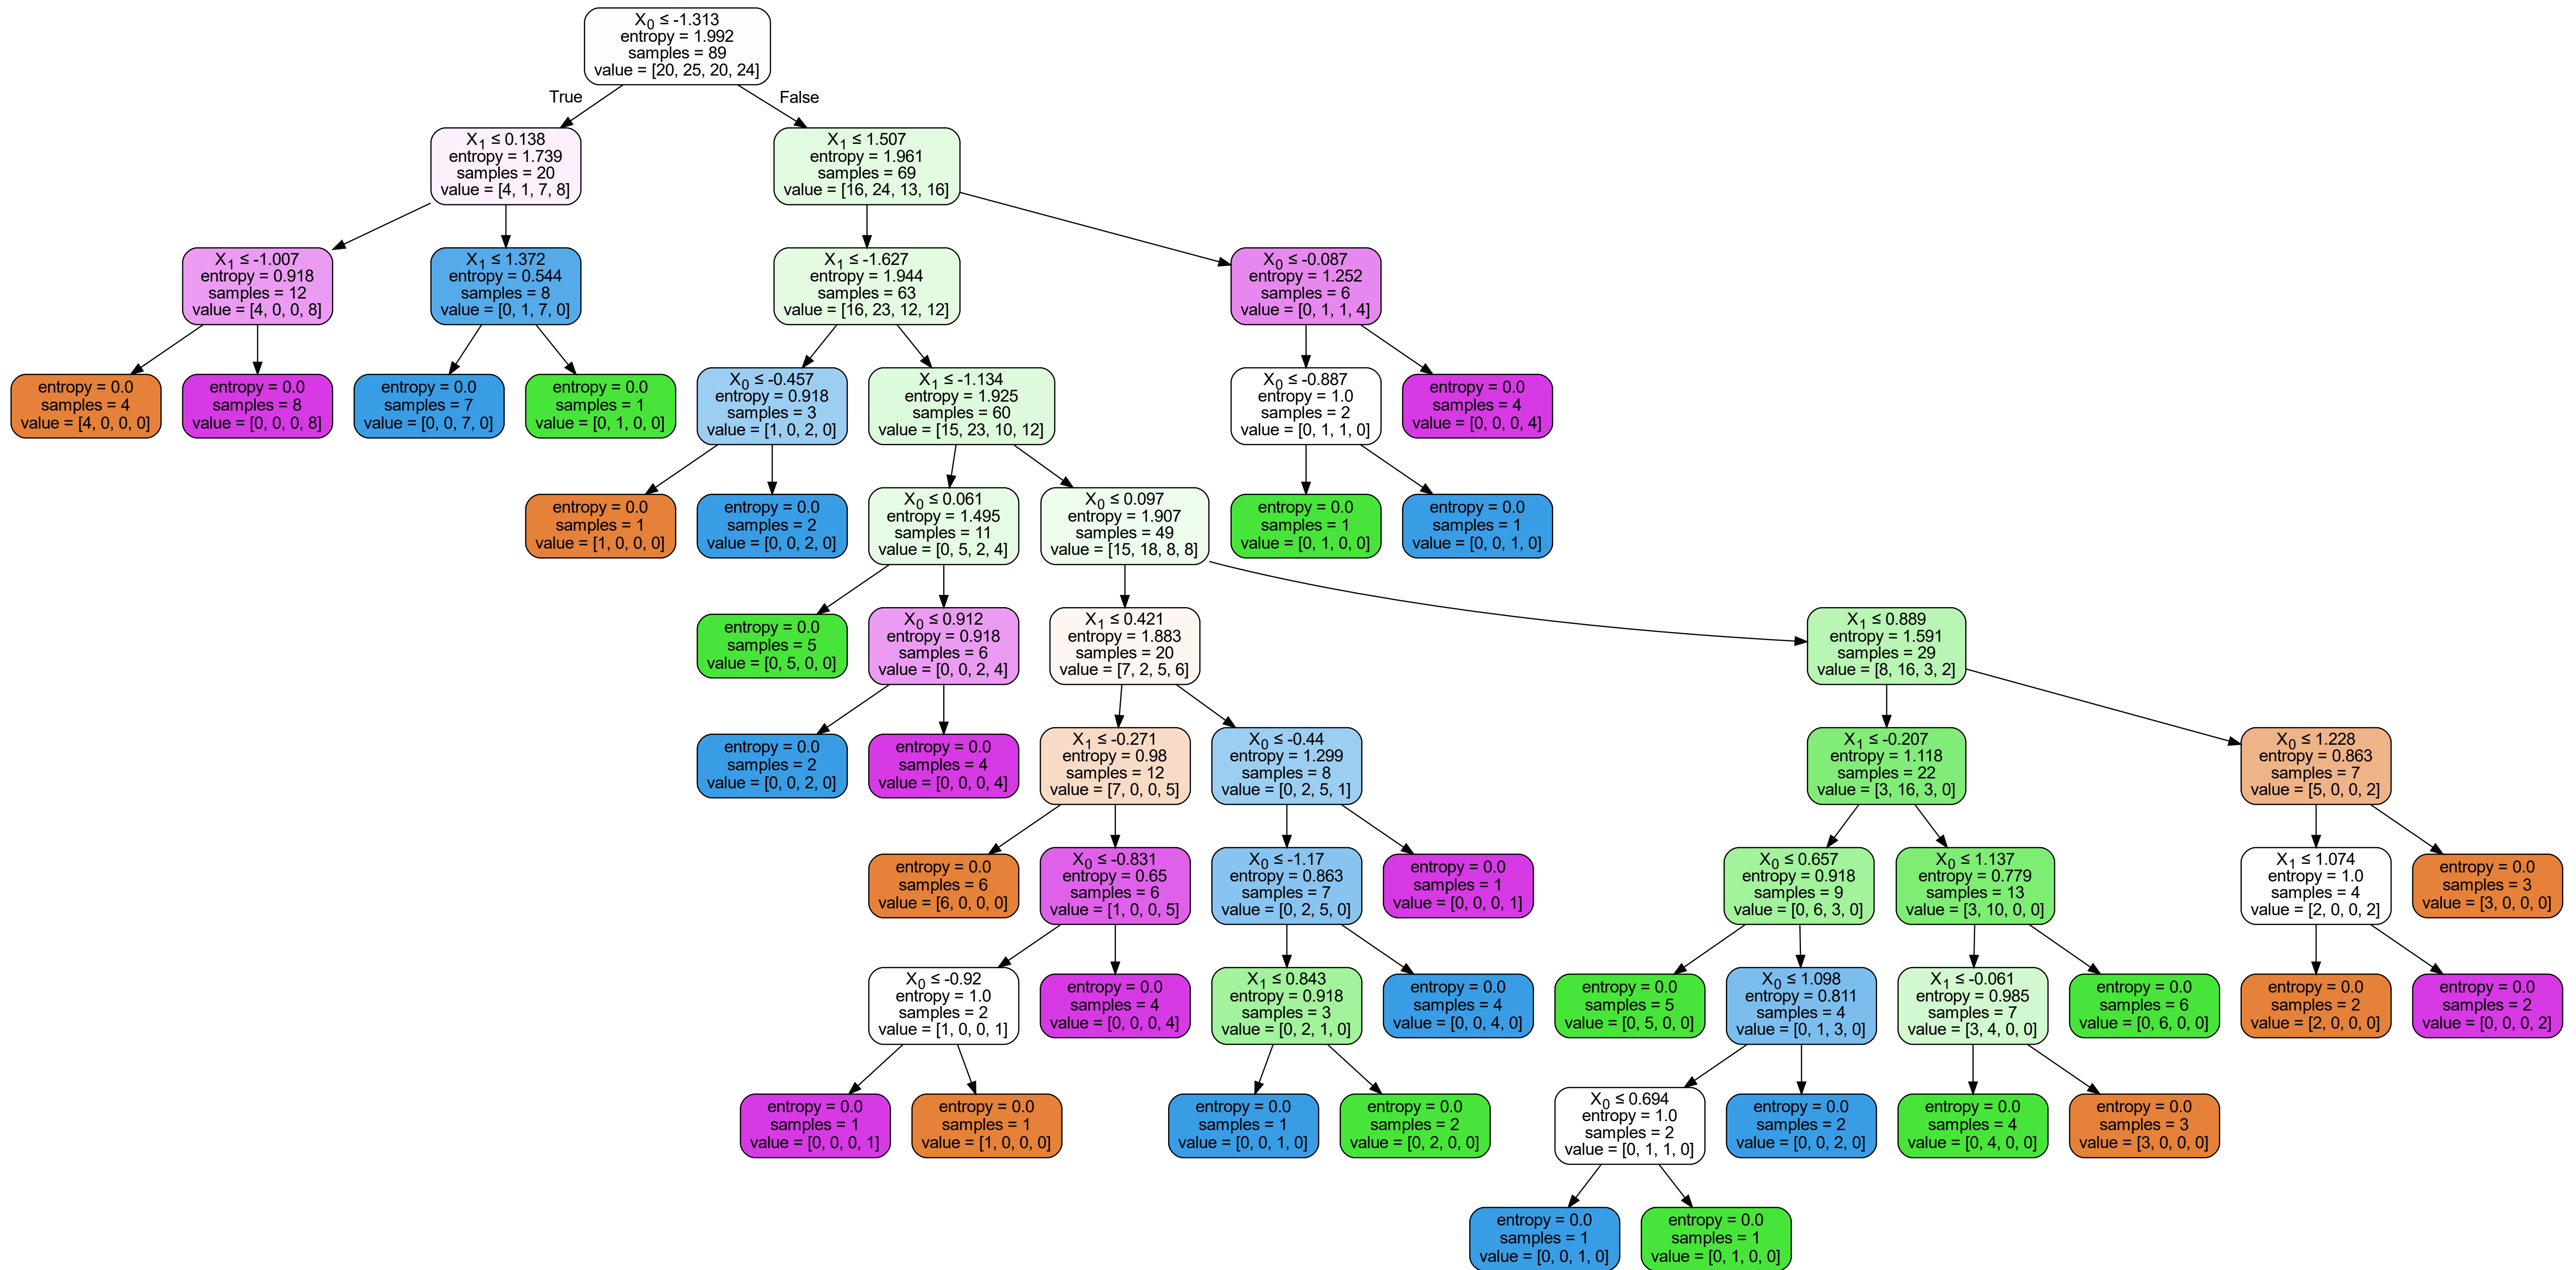 X0 ≤ -1.313
entropy = 1.992
samples = 89
value = [20, 25, 20, 24]
True
False
X1 ≤ 0.138
entropy = 1.739
samples = 20
value = [4, 1, 7, 8]
X1 ≤ 1.507
entropy = 1.961
samples = 69
value = [16, 24, 13, 16]
X1 ≤ -1.007
entropy = 0.918
samples = 12
value = [4, 0, 0, 8]
X1 ≤ 1.372
entropy = 0.544
samples = 8
value = [0, 1, 7, 0]
X1 ≤ -1.627
entropy = 1.944
samples = 63
value = [16, 23, 12, 12]
X0 ≤ -0.087
entropy = 1.252
samples = 6
value = [0, 1, 1, 4]
entropy = 0.0
samples = 4
value = [4, 0, 0, 0]
entropy = 0.0
samples = 8
value = [0, 0, 0, 8]
entropy = 0.0
samples = 7
value = [0, 0, 7, 0]
entropy = 0.0
samples = 1
value = [0, 1, 0, 0]
X0 ≤ -0.457
entropy = 0.918
samples = 3
value = [1, 0, 2, 0]
X1 ≤ -1.134
entropy = 1.925
samples = 60
value = [15, 23, 10, 12]
X0 ≤ -0.887
entropy = 1.0
samples = 2
value = [0, 1, 1, 0]
entropy = 0.0
samples = 4
value = [0, 0, 0, 4]
entropy = 0.0
samples = 1
value = [1, 0, 0, 0]
entropy = 0.0
samples = 2
value = [0, 0, 2, 0]
X0 ≤ 0.061
entropy = 1.495
samples = 11
value = [0, 5, 2, 4]
X0 ≤ 0.097
entropy = 1.907
samples = 49
value = [15, 18, 8, 8]
entropy = 0.0
samples = 1
value = [0, 1, 0, 0]
entropy = 0.0
samples = 1
value = [0, 0, 1, 0]
entropy = 0.0
samples = 5
value = [0, 5, 0, 0]
X0 ≤ 0.912
entropy = 0.918
samples = 6
value = [0, 0, 2, 4]
X1 ≤ 0.421
entropy = 1.883
samples = 20
value = [7, 2, 5, 6]
X1 ≤ 0.889
entropy = 1.591
samples = 29
value = [8, 16, 3, 2]
entropy = 0.0
samples = 2
value = [0, 0, 2, 0]
entropy = 0.0
samples = 4
value = [0, 0, 0, 4]
X1 ≤ -0.271
entropy = 0.98
samples = 12
value = [7, 0, 0, 5]
X0 ≤ -0.44
entropy = 1.299
samples = 8
value = [0, 2, 5, 1]
X1 ≤ -0.207
entropy = 1.118
samples = 22
value = [3, 16, 3, 0]
X0 ≤ 1.228
entropy = 0.863
samples = 7
value = [5, 0, 0, 2]
entropy = 0.0
samples = 6
value = [6, 0, 0, 0]
X0 ≤ -0.831
entropy = 0.65
samples = 6
value = [1, 0, 0, 5]
X0 ≤ -1.17
entropy = 0.863
samples = 7
value = [0, 2, 5, 0]
entropy = 0.0
samples = 1
value = [0, 0, 0, 1]
X0 ≤ 0.657
entropy = 0.918
samples = 9
value = [0, 6, 3, 0]
X0 ≤ 1.137
entropy = 0.779
samples = 13
value = [3, 10, 0, 0]
X1 ≤ 1.074
entropy = 1.0
samples = 4
value = [2, 0, 0, 2]
entropy = 0.0
samples = 3
value = [3, 0, 0, 0]
X0 ≤ -0.92
entropy = 1.0
samples = 2
value = [1, 0, 0, 1]
entropy = 0.0
samples = 4
value = [0, 0, 0, 4]
X1 ≤ 0.843
entropy = 0.918
samples = 3
value = [0, 2, 1, 0]
entropy = 0.0
samples = 4
value = [0, 0, 4, 0]
entropy = 0.0
samples = 5
value = [0, 5, 0, 0]
X0 ≤ 1.098
entropy = 0.811
samples = 4
value = [0, 1, 3, 0]
X1 ≤ -0.061
entropy = 0.985
samples = 7
value = [3, 4, 0, 0]
entropy = 0.0
samples = 6
value = [0, 6, 0, 0]
entropy = 0.0
samples = 2
value = [2, 0, 0, 0]
entropy = 0.0
samples = 2
value = [0, 0, 0, 2]
entropy = 0.0
samples = 1
value = [0, 0, 0, 1]
entropy = 0.0
samples = 1
value = [1, 0, 0, 0]
entropy = 0.0
samples = 1
value = [0, 0, 1, 0]
entropy = 0.0
samples = 2
value = [0, 2, 0, 0]
X0 ≤ 0.694
entropy = 1.0
samples = 2
value = [0, 1, 1, 0]
entropy = 0.0
samples = 2
value = [0, 0, 2, 0]
entropy = 0.0
samples = 4
value = [0, 4, 0, 0]
entropy = 0.0
samples = 3
value = [3, 0, 0, 0]
entropy = 0.0
samples = 1
value = [0, 0, 1, 0]
entropy = 0.0
samples = 1
value = [0, 1, 0, 0]